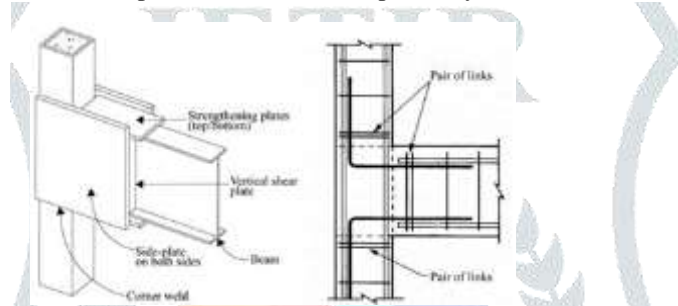 Strengthening plates
(top/bottom)
Vertical shear
plate
Side-plate
on both sides
Beam
Corner weld
Pair of links
Pair of links